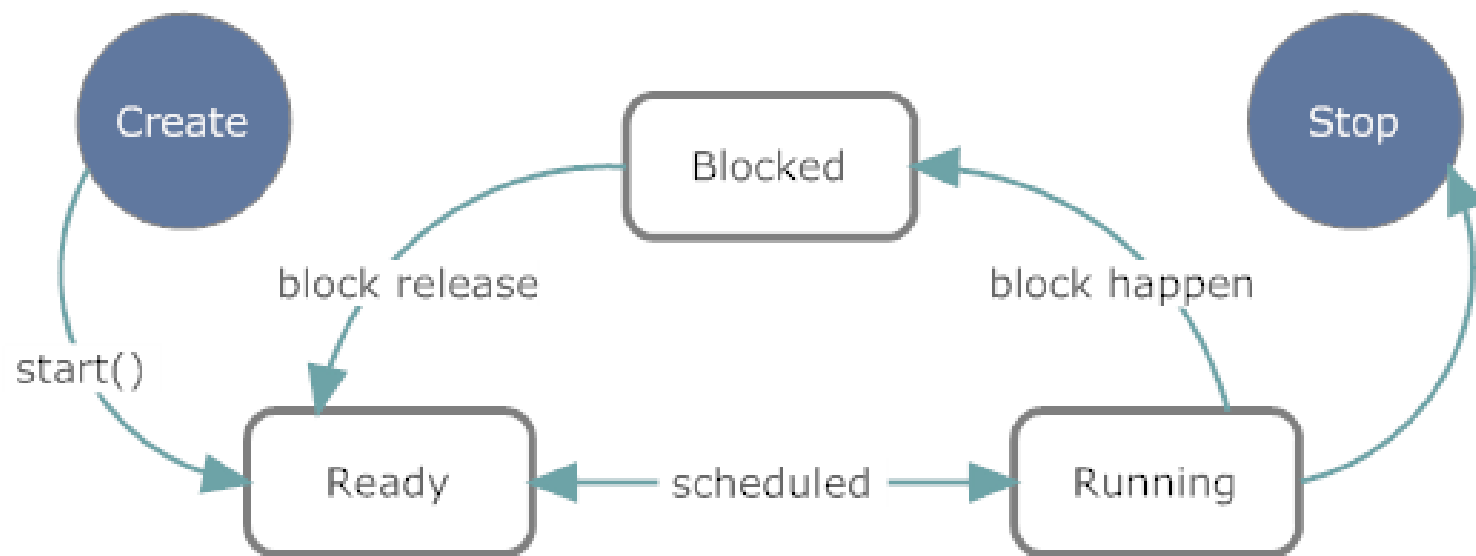 Create
Stop
Blocked
block release
block happen
start()
Ready
scheduled
Running